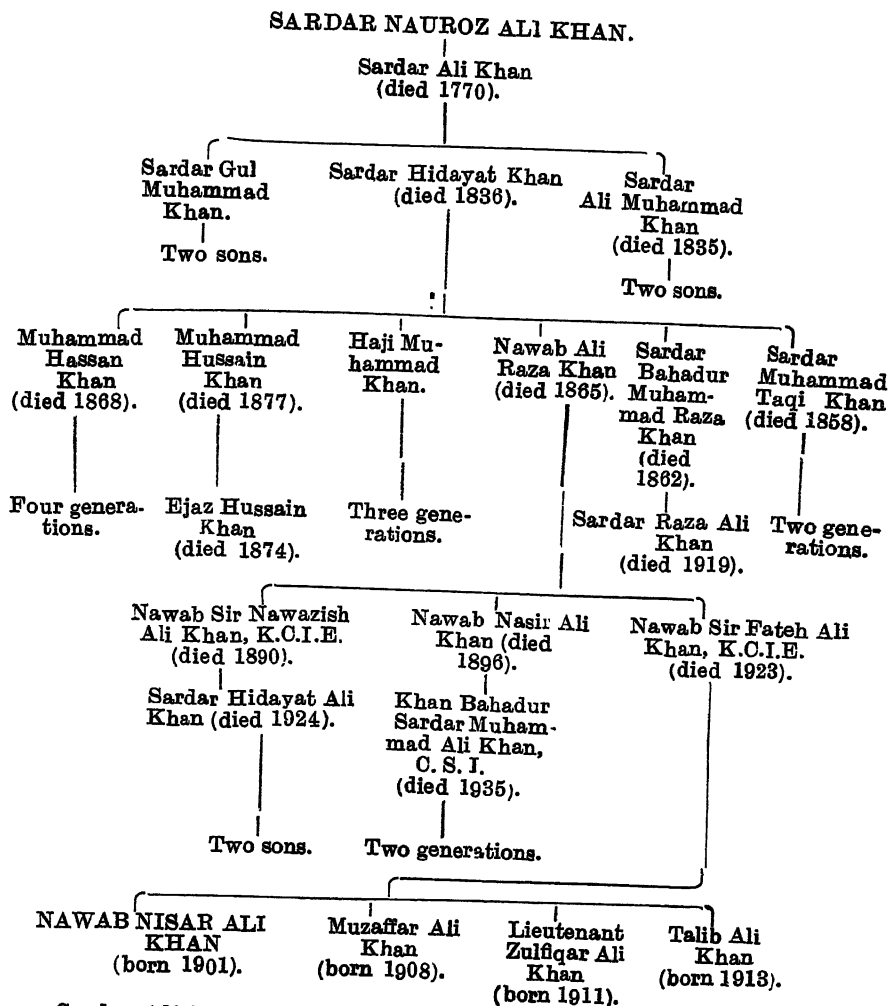 SARDAR NAUROZ ALI KHAN.
Sardar Ali Khan
(died 1770).
Sardar Gul
Muhammad
Khan.
Two sons.
Sardar Hidayat Khan
(died 1836).
Sardar
Ali Muhammad
Khan
(died 1835).
Two sons.
Muhammad
Hassan
Khan
(died 1868).
Four genera-
tions.
Muhammad
Hussain
Khan
(died 1877).
Ejaz Hussain
Khan
(died 1874).
Haji Mu-
hammad
Khan.
Three gene-
rations.
Nawab Ali
Raza Khan
(died 1865).
Sardar
Bahadur
Muham-
mad Raza
Khan
(died
1862).
Sardar Raza Ali
Khan
(died 1919).
Sardar
Muhammad
Taqi Khan
(died 1858).
Two gene-
rations.
Nawab Sir Nawazish
Ali Khan, K.C.I.E.
(died 1890).
Sardar Hidayat Ali
Khan (died 1924).
Two sons.
Nawab Nasir Ali
Khan (died
1896).
Khan Bahadur
Sardar Muham-
mad Ali Khan,
C. S. I.
(died 1935).
Two generations.
Nawab Sir Fateh Ali
Khan, K.C.I.E.
(died 1923).
NAWAB NISAR ALI
KHAN
(born 1901).
Muzaffar Ali
Khan
(born 1908).
Lieutenant
Zulfiqar Ali
Khan
(born 1911).
Talib Ali
Khan
(born 1913).